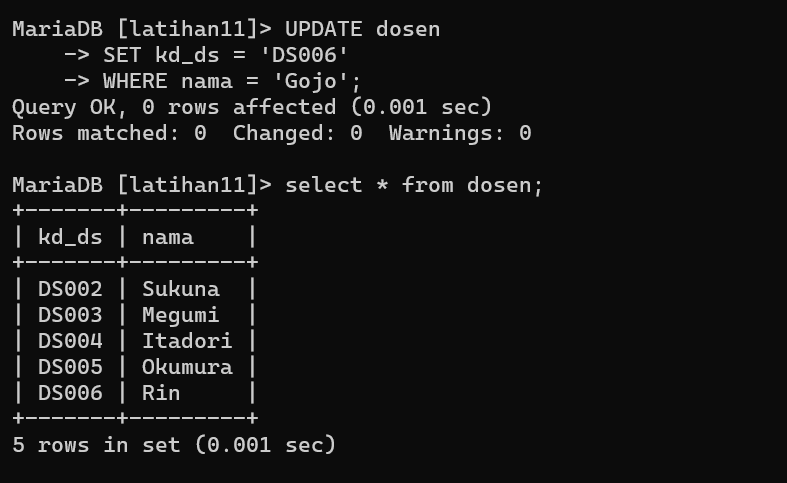 MariaDB [latihan11]> UPDATE dosen
    -> SET kd_ds = 'DS006'
    -> WHERE nama = 'Gojo';
Query OK, 0 rows affected (0.001 sec)
Rows matched: 0  Changed: 0  Warnings: 0

MariaDB [latihan11]> select * from dosen;
+-------+---------+
| kd_ds | nama    |
+-------+---------+
| DS002 | Sukuna  |
| DS003 | Megumi  |
| DS004 | Itadori |
| DS005 | Okumura |
| DS006 | Rin     |
+-------+---------+
5 rows in set (0.001 sec)